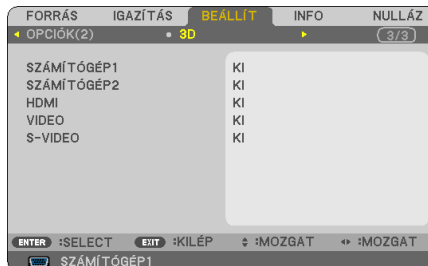 FORRÁS IGAZÍTÁS BEÁLLÍT INFO NULLÁZ
OPCIÓK(2) 3D 3/3
SZÁMÍTÓGÉP1 KI
SZÁMÍTÓGÉP2 KI
HDMI KI
VIDEO KI
S-VIDEO KI
ENTER :SELECT EXIT :KILÉP :MOZGAT :MOZGAT
SZÁMÍTÓGÉP1